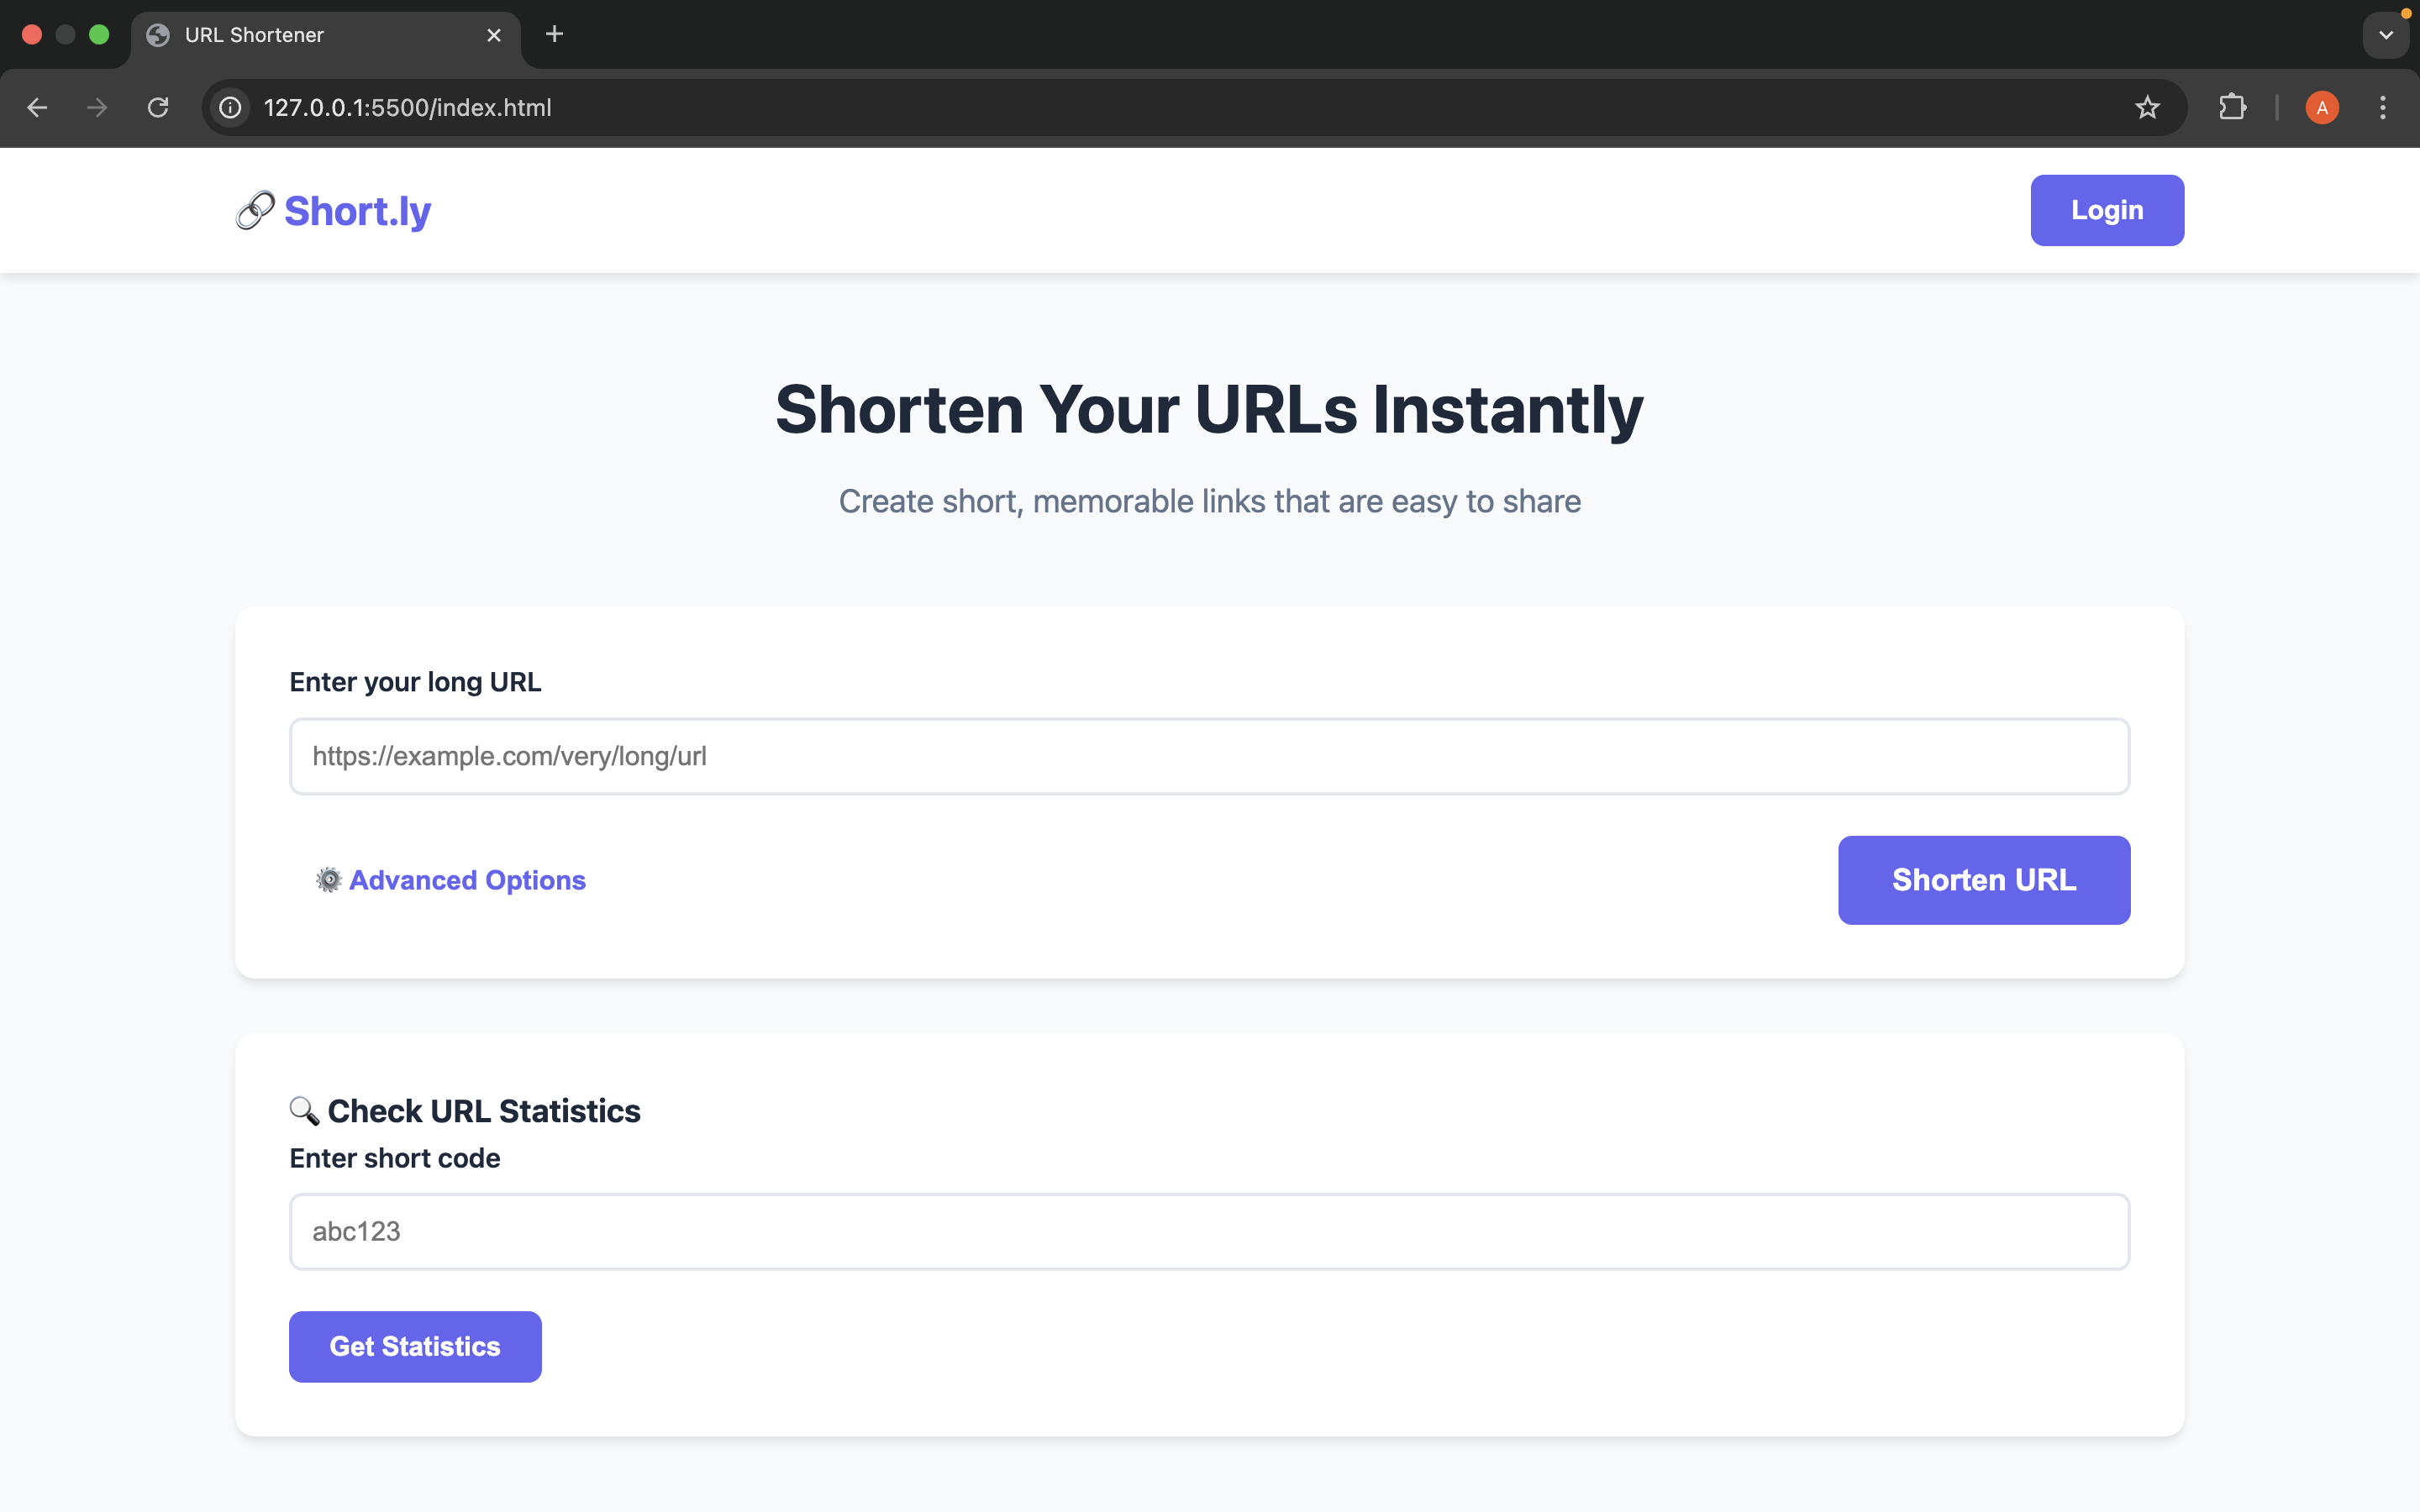 URL Shortener
127.0.0.1:5500/index.html
A
Short.ly
Login
Shorten Your URLs Instantly
Create short, memorable links that are easy to share
Enter your long URL
https://example.com/very/long/url
Advanced Options
Shorten URL
Check URL Statistics
Enter short code
abc123
Get Statistics